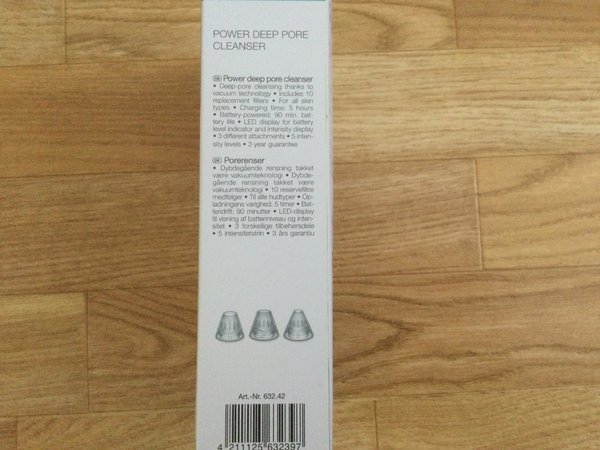 POWER DEEP PORE
CLEANSER
GB Power deep pore cleanser
• Deep-pore cleansing thanks to
vacuum technology • Includes 10
replacement filters • For all skin
types • Charging time: 5 hours
• Battery-powered: 90 min. bat-
tery life • LED display for battery
level indicator and intensity display
• 3 different attachments • 5 inten-
sity levels • 3 year guarantee
DK Porerenser
• Dybdegående rensning takket
være vakuumteknologi • Dybde-
gående rensning takket være
vakuumteknologi • 10 reservefiltre
medfølger • Til alle hudtyper • Op-
ladningens varighed: 5 timer • Bat-
teridrift: 90 minutter • LED-display
til visning af batteriniveau og inten-
sitet • 3 forskellige tilbehørsdele
• 5 intensitetstrin • 3 års garantiu
Art.-Nr. 632.42
4 211125 632397